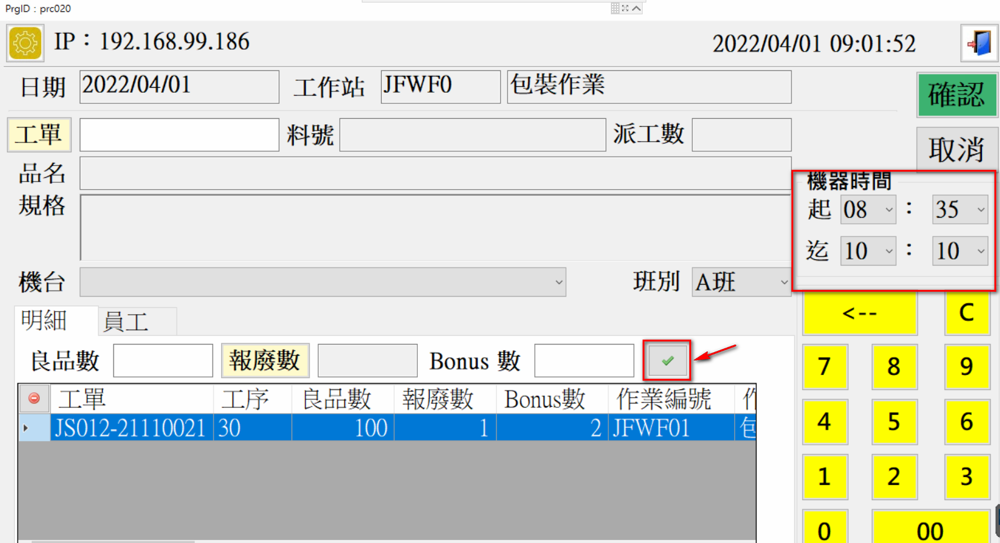 PrgID : prc020
IP：192.168.99.186
2022/04/01 09:01:52
日期 2022/04/01 工作站 JFWF0 包裝作業
確認
工單 料號 派工數
取消
品名
機器時間
規格
起 08 : 35
迄 10 : 10
機台 班別 A班
明細 員工
<-- C
良品數 報廢數 Bonus 數
7 8 9
工單 工序 良品數 報廢數 Bonus數 作業編號 作
JS012-21110021 30 100 1 2 JFWF01 包
4 5 6
1 2 3
0 00